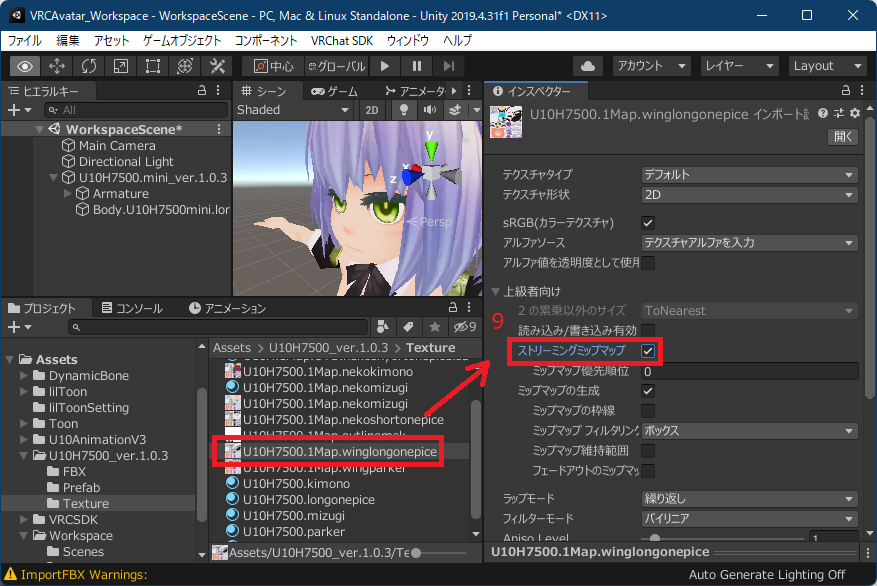 VRCAvatar_Workspace - WorkspaceScene - PC, Mac & Linux Standalone - Unity 2019.4.31f1 Personal* <DX11>
ファイル 編集 アセット ゲームオブジェクト コンポーネント VRChat SDK ウィンドウ ヘルプ
中心 グローバル アカウント レイヤー Layout
ヒエラルキー
All
WorkspaceScene*
Main Camera
Directional Light
U10H7500.mini_ver.1.0.3
Armature
Body.U10H7500mini.lor
シーン ゲーム アニメータ
Shaded 2D
y
x
z
Persp
インスペクター
U10H7500.1Map.winglongonepice インポート設
開く
テクスチャタイプ デフォルト
テクスチャ形状 2D
sRGB(カラーテクスチャ)
アルファソース テクスチャアルファを入力
アルファ値を透明度として使用
上級者向け
2 の累乗以外のサイズ ToNearest
9
読み込み/書き込み有効
ストリーミングミップマップ
ミップマップ優先順位 0
ミップマップの生成
ミップマップの枠線
ミップマップ フィルタリング ボックス
ミップマップ維持範囲
フェードアウトのミップマッ
ラップモード 繰り返し
フィルターモード バイリニア
Aniso Level 1
U10H7500.1Map.winglongonepice
プロジェクト コンソール アニメーション
9
Assets
DynamicBone
lilToon
lilToonSetting
Toon
U10AnimationV3
U10H7500_ver.1.0.3
FBX
Prefab
Texture
VRCSDK
Workspace
Scenes
Assets > U10H7500_ver.1.0.3 > Texture
U10H7500.1Map.nekokimono
U10H7500.1Map.nekomizugi
U10H7500.1Map.nekomizugi
U10H7500.1Map.nekoshortonepice
U10H7500.1Map.outlinemsk
U10H7500.1Map.winglongonepice
U10H7500.1Map.wingparker
U10H7500.kimono
U10H7500.longonepice
U10H7500.mizugi
U10H7500.parker
Assets/U10H7500_ver.1.0.3/Te
ImportFBX Warnings:
Auto Generate Lighting Off